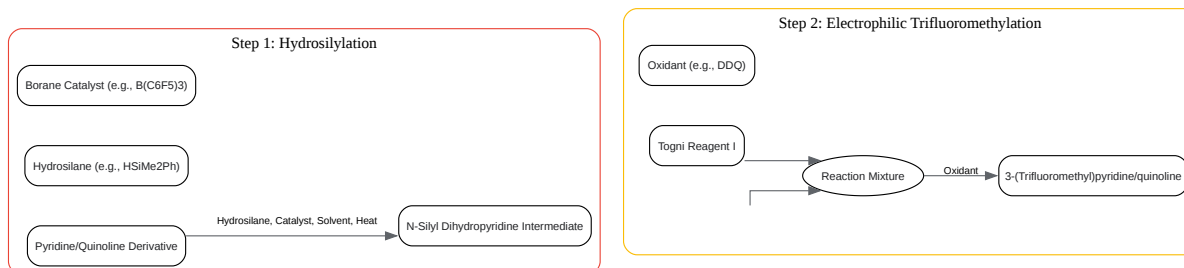 Step 1: Hydrosilylation
Borane Catalyst (e.g., B(C6F5)3)
Hydrosilane (e.g., HSiMe2Ph)
Pyridine/Quinoline Derivative
Hydrosilane, Catalyst, Solvent, Heat
N-Silyl Dihydropyridine Intermediate
Step 2: Electrophilic Trifluoromethylation
Oxidant (e.g., DDQ)
Togni Reagent I
Reaction Mixture
Oxidant
3-(Trifluoromethyl)pyridine/quinoline